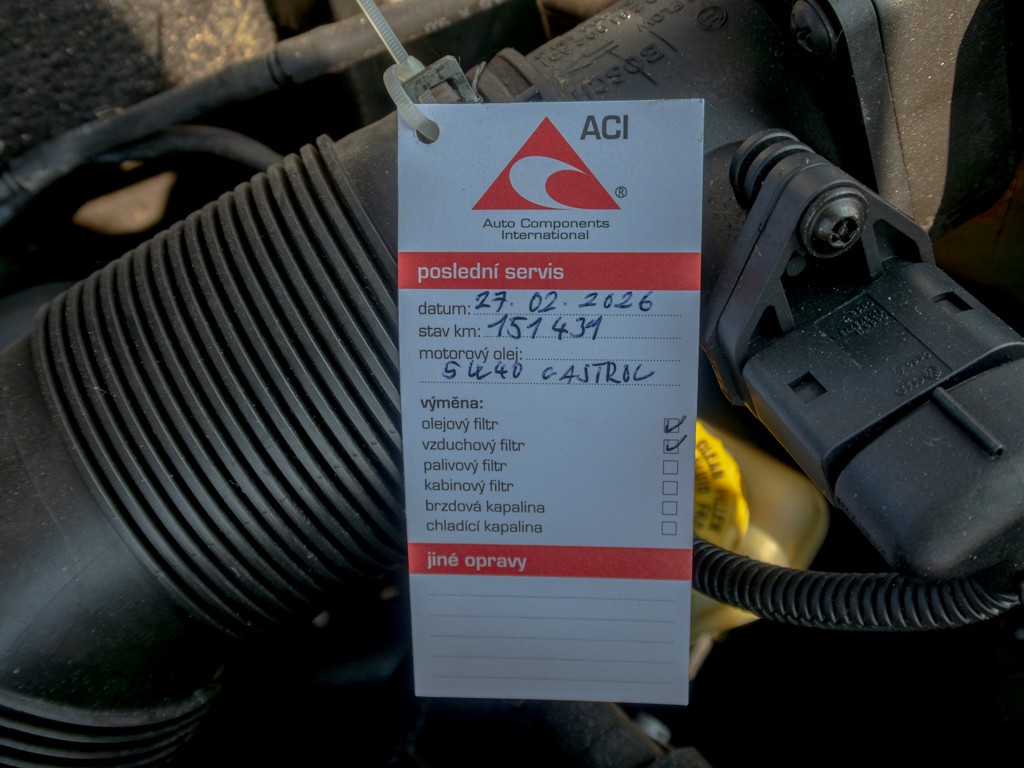 ACI
®
Auto Components
International
poslední servis
datum: 27. 02. 2026
stav km: 151 431
motorový olej:
5W40 CASTROL
výměna:
olejový filtr
vzduchový filtr
palivový filtr
kabinový filtr
brzdová kapalina
chladící kapalina
jiné opravy
BOSCH